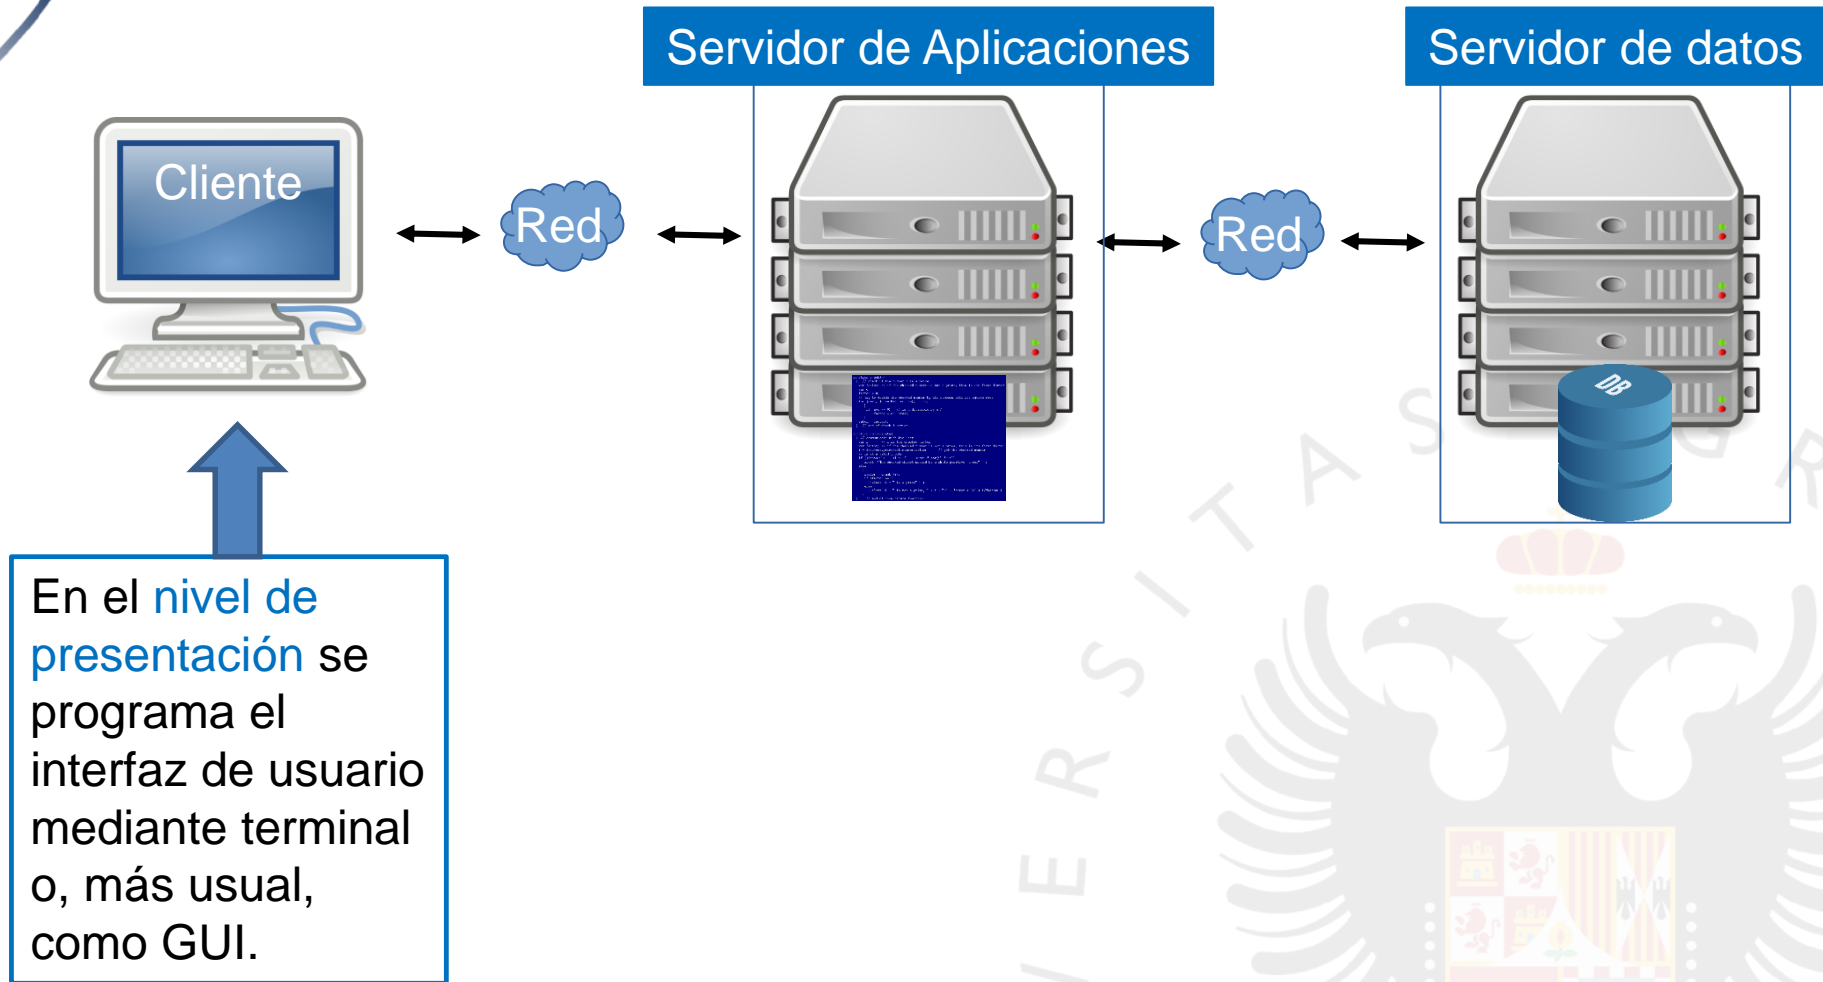 Servidor de Aplicaciones
Servidor de datos
Cliente
Red
Red
DB
En el nivel de
presentación se
programa el
interfaz de usuario
mediante terminal
o, más usual,
como GUI.